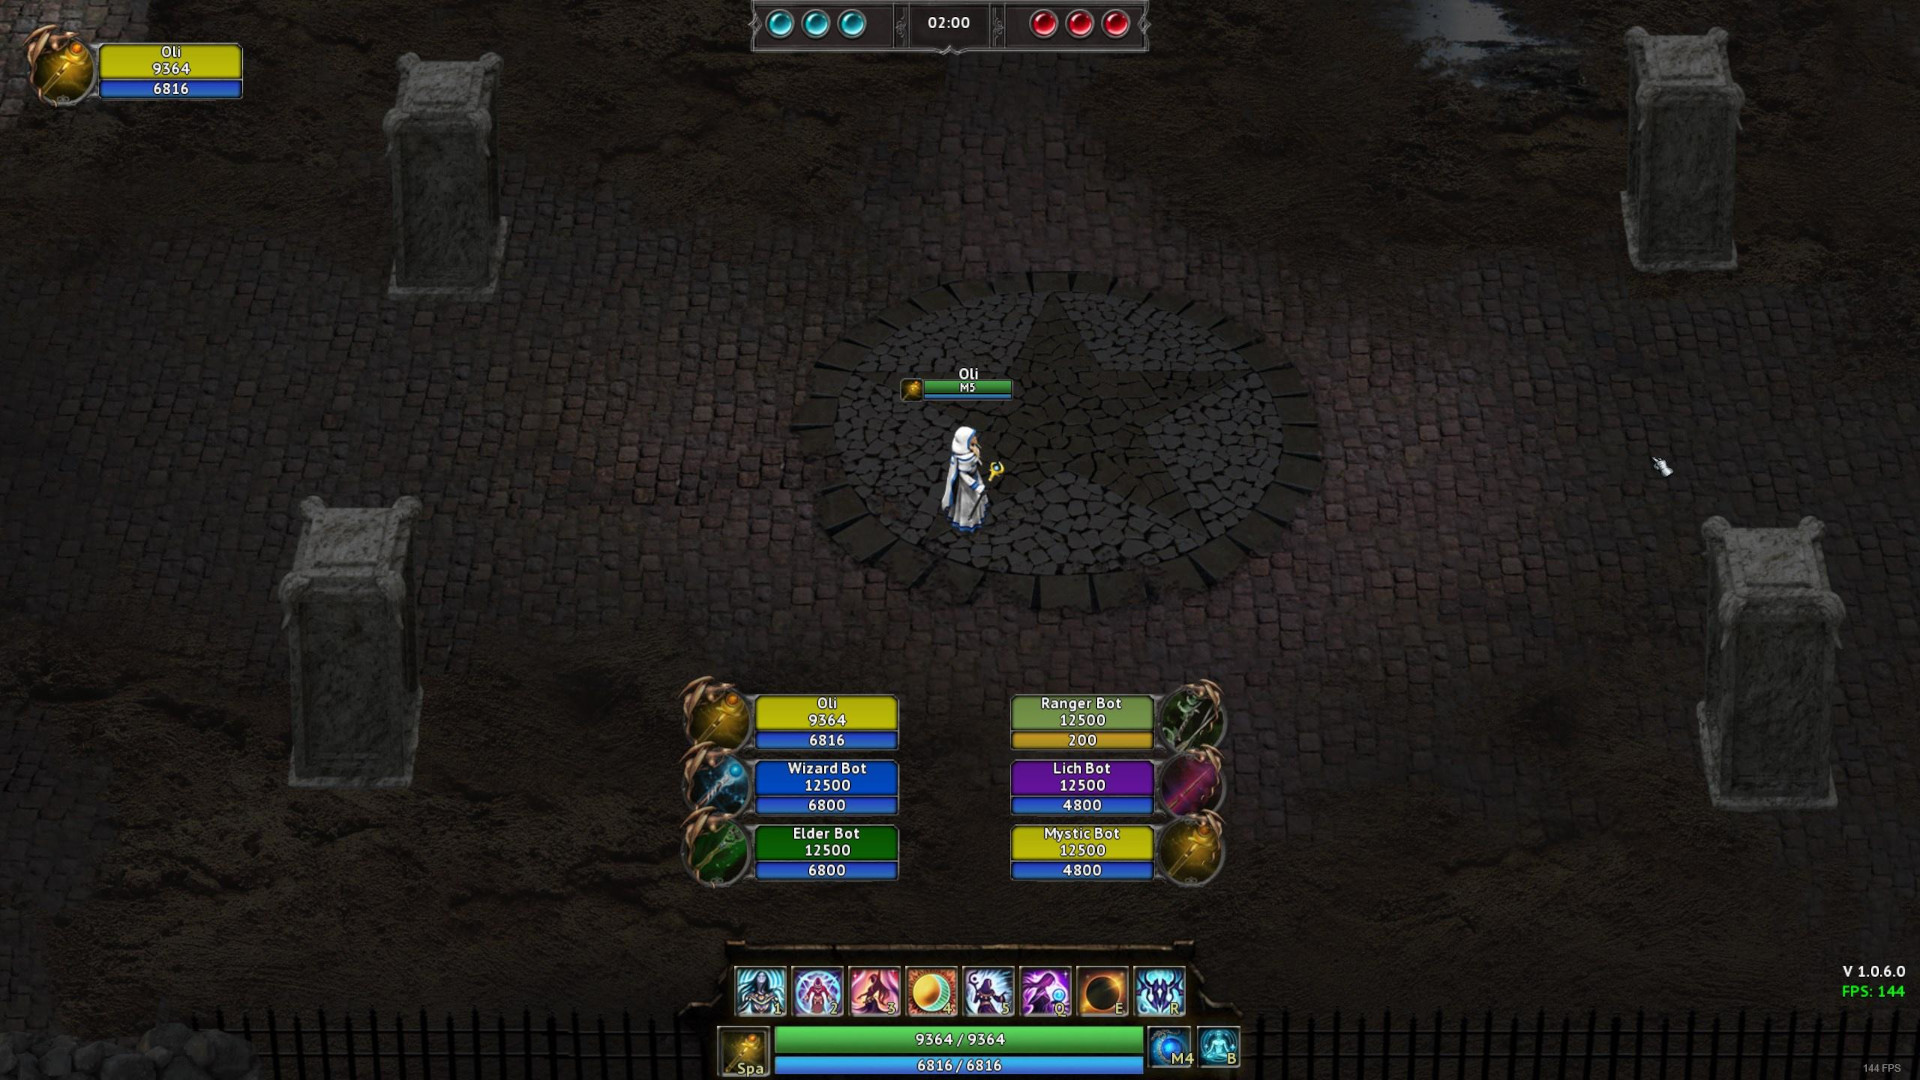 02:00
Oli
9364
6816
Oli
M5
Oli
9364
6816
Ranger Bot
12500
200
Wizard Bot
12500
6800
Lich Bot
12500
4800
Elder Bot
12500
6800
Mystic Bot
12500
4800
V 1.0.6.0
FPS: 144
1 2 3 4 5 Q E R
9364 / 9364
Spa
6816 / 6816
M4
B
144 FPS